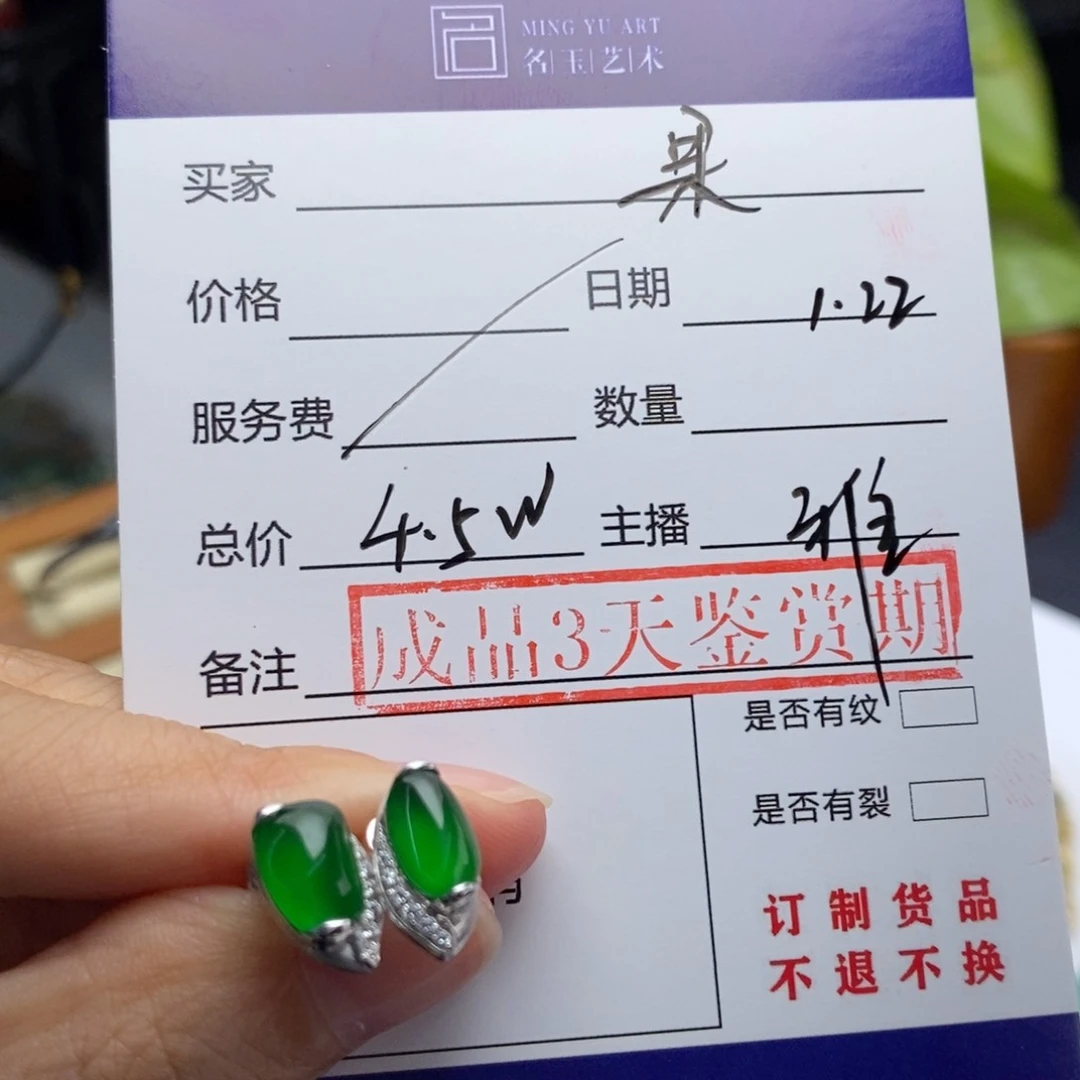 MING YU ART
名玉艺术
买家
价格 日期 1.22
服务费 数量
总价 4.5W 主播 雅
备注 成品3天鉴赏期
是否有纹
是否有裂
订制货品
不退不换